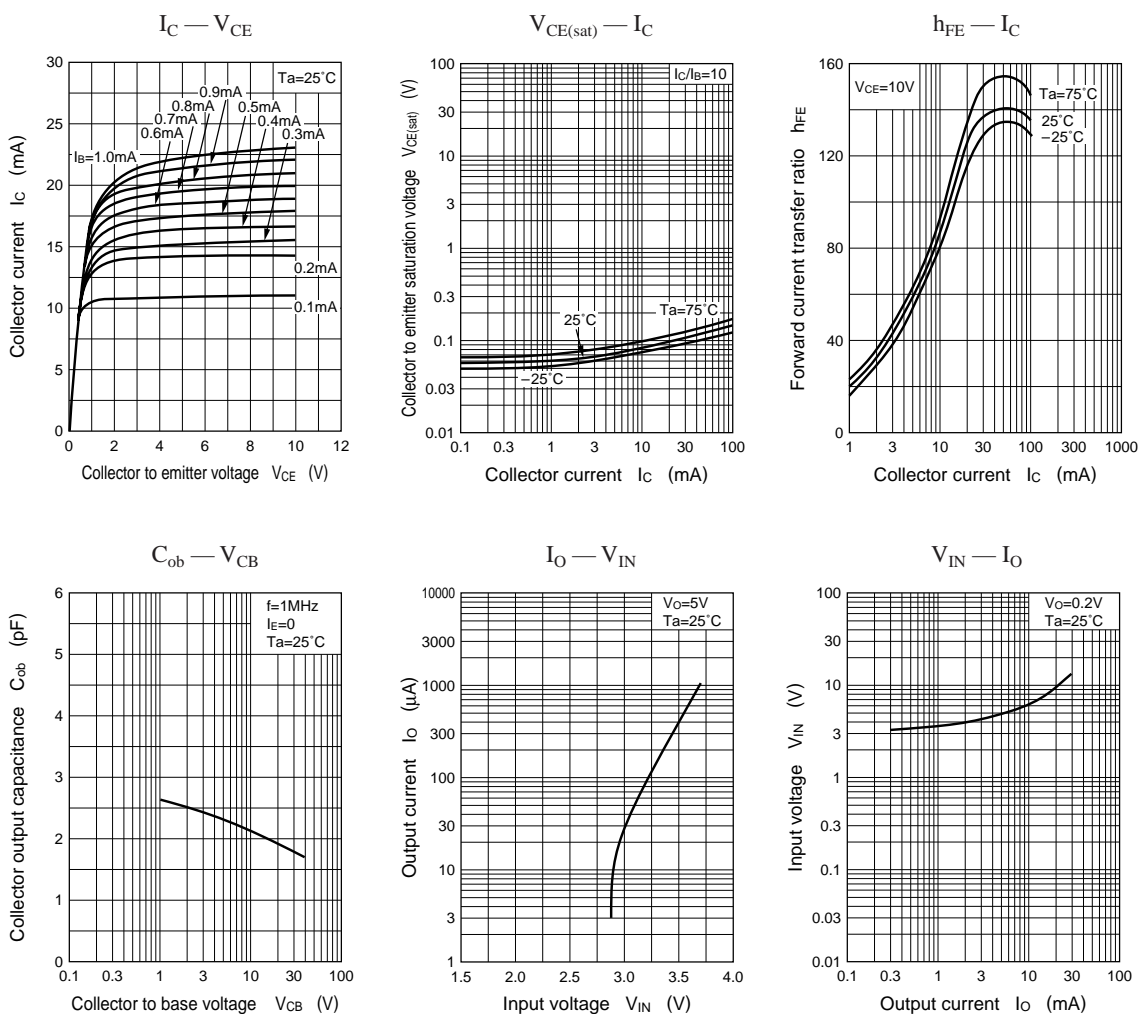 I_C — V_CE
30
25
20
15
10
5
0
0 2 4 6 8 10 12
Collector current I_C (mA)
Collector to emitter voltage V_CE (V)
Ta=25˚C
0.9mA
0.8mA
0.7mA
0.6mA
0.5mA
0.4mA
0.3mA
I_B=1.0mA
0.2mA
0.1mA
V_CE(sat) — I_C
100
30
10
3
1
0.3
0.1
0.03
0.01
0.1 0.3 1 3 10 30 100
Collector to emitter saturation voltage V_CE(sat) (V)
Collector current I_C (mA)
I_C/I_B=10
Ta=75˚C
25˚C
–25˚C
h_FE — I_C
160
120
80
40
0
1 3 10 30 100 300 1000
Forward current transfer ratio h_FE
Collector current I_C (mA)
V_CE=10V
Ta=75˚C
25˚C
–25˚C
C_ob — V_CB
6
5
4
3
2
1
0
0.1 0.3 1 3 10 30 100
Collector output capacitance C_ob (pF)
Collector to base voltage V_CB (V)
f=1MHz
I_E=0
Ta=25˚C
I_O — V_IN
10000
3000
1000
300
100
30
10
3
1
1.5 2.0 2.5 3.0 3.5 4.0
Output current I_O (µA)
Input voltage V_IN (V)
V_O=5V
Ta=25˚C
V_IN — I_O
100
30
10
3
1
0.3
0.1
0.03
0.01
0.1 0.3 1 3 10 30 100
Input voltage V_IN (V)
Output current I_O (mA)
V_O=0.2V
Ta=25˚C